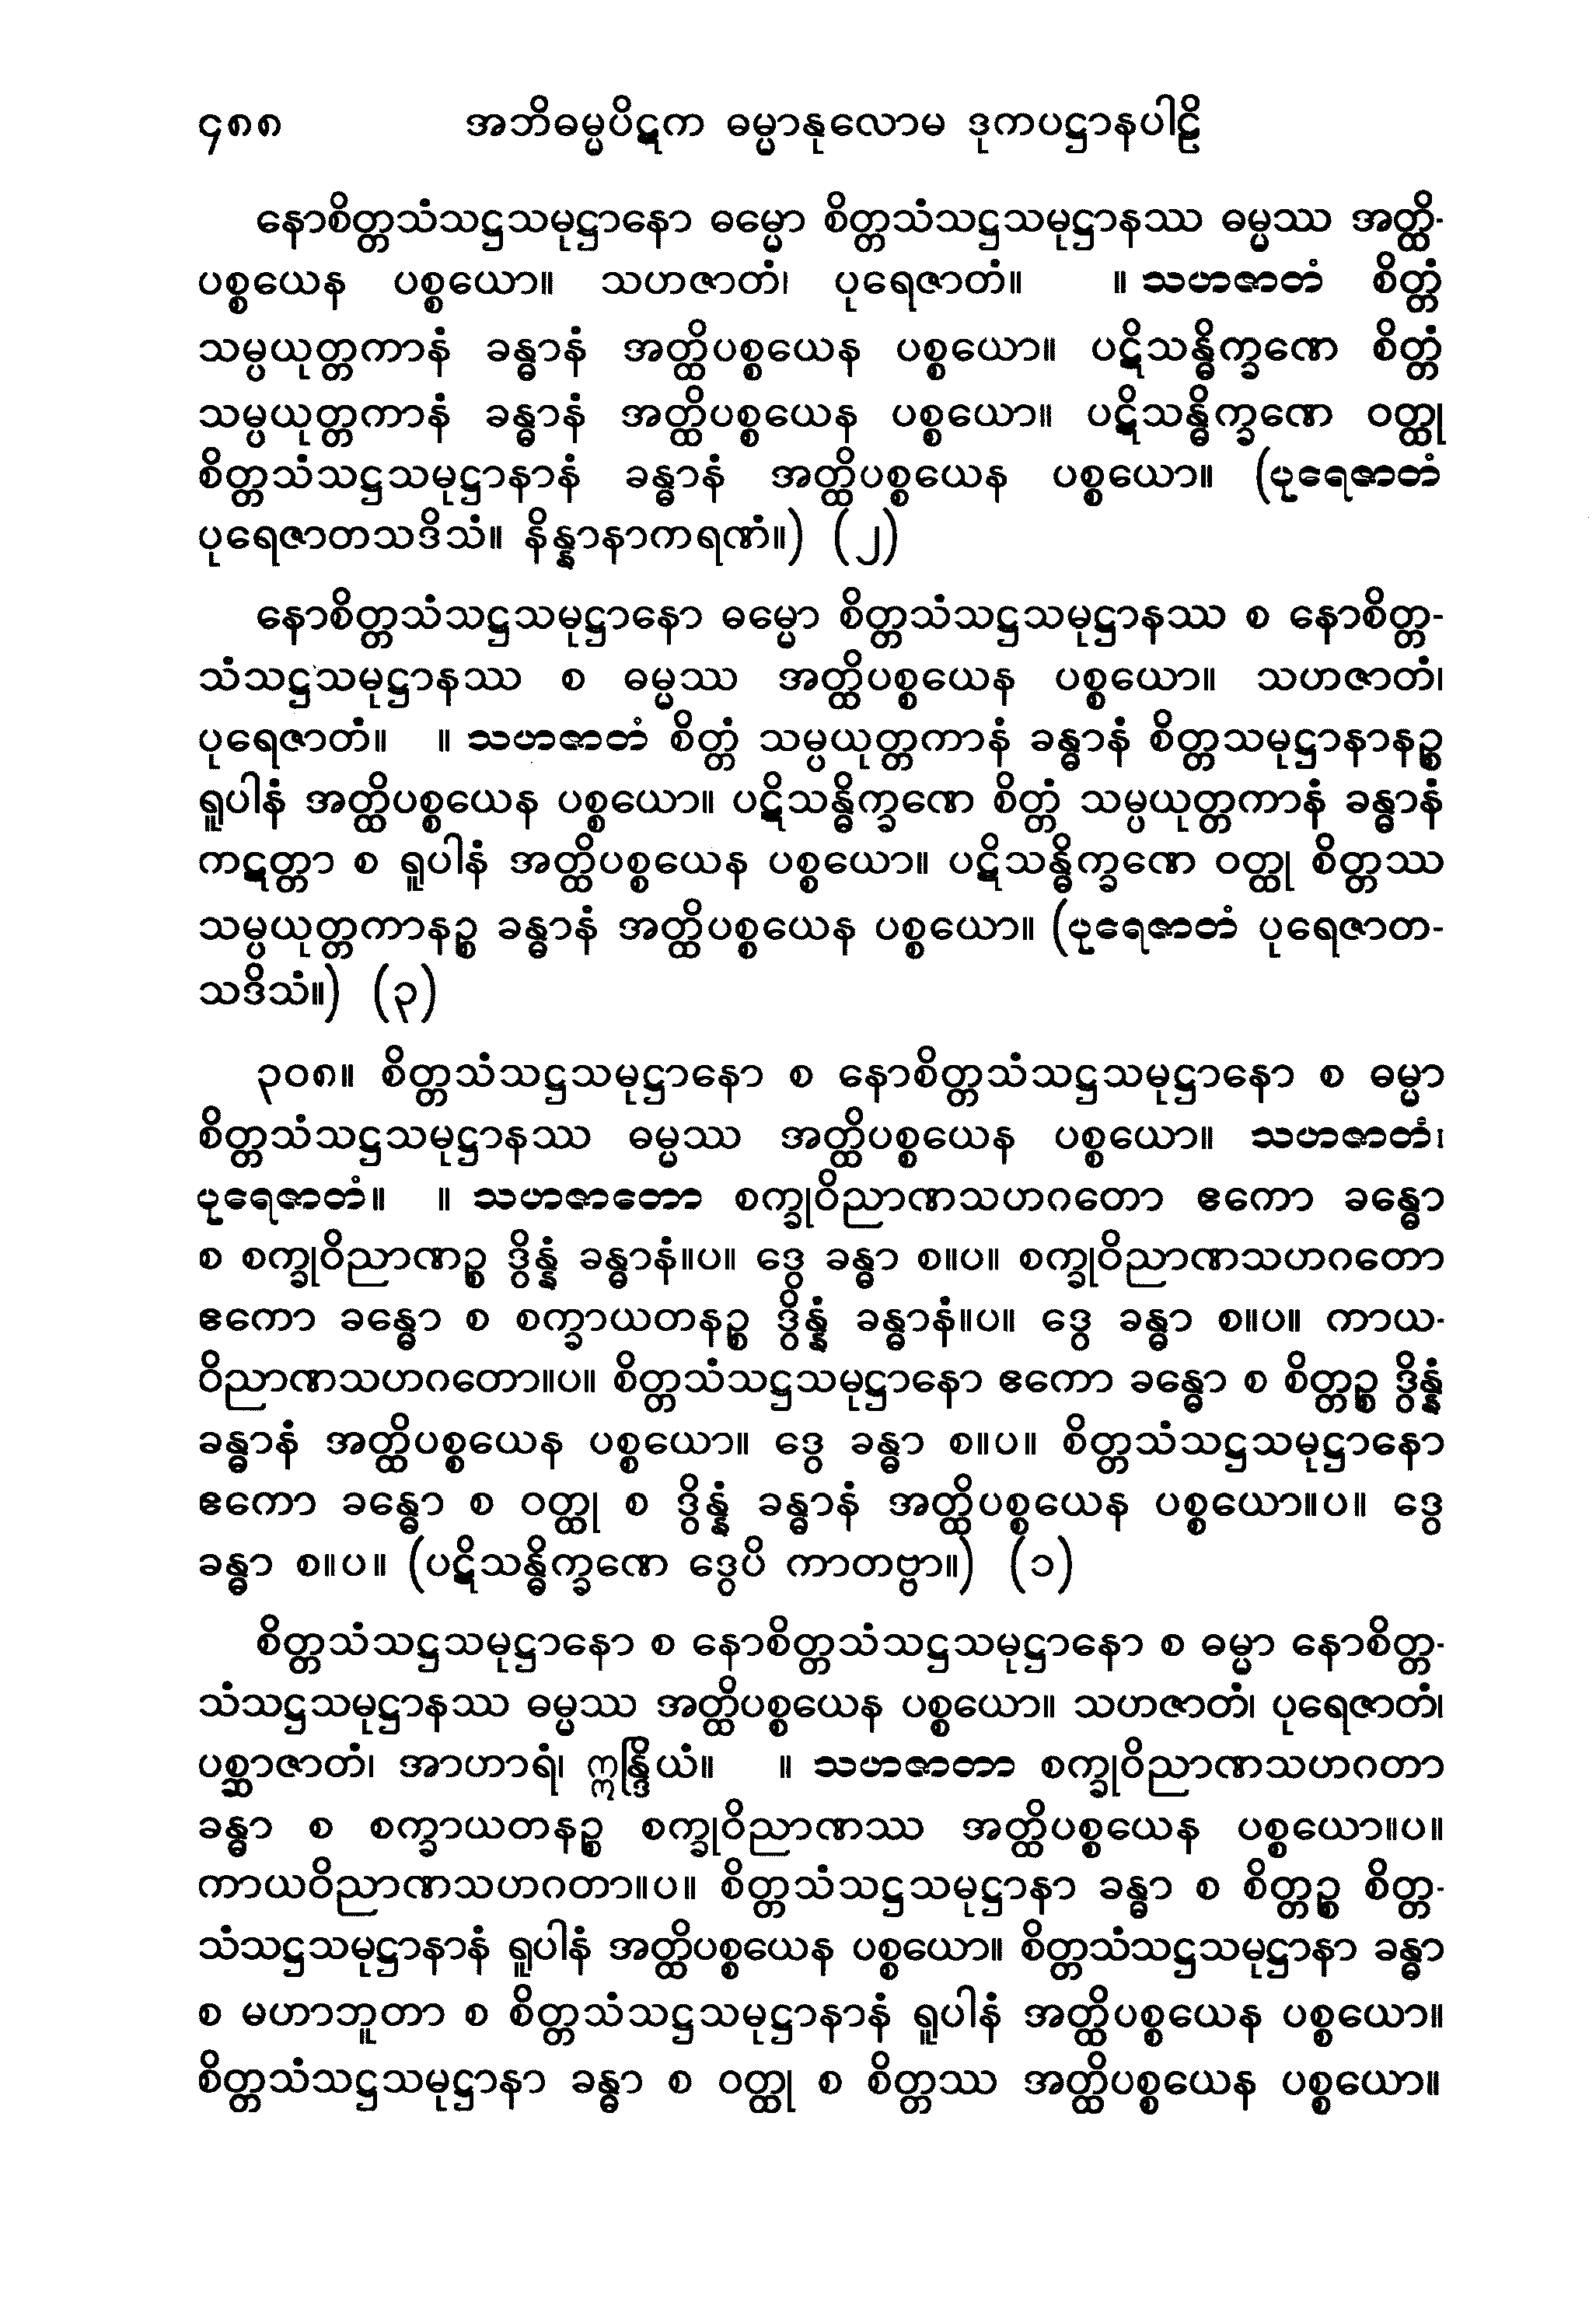 ၄၈၈ အဘိဓမ္မပိဋက ဓမ္မာနုလောမ ဒုကပဋ္ဌာနပါဠိ
နောစိတ္တသံသဋ္ဌသမုဋ္ဌာနော ဓမ္မော စိတ္တသံသဋ္ဌသမုဋ္ဌာနဿ ဓမ္မဿ အတ္ထိ-
ပစ္စယေန ပစ္စယော။ သဟဇာတံ၊ ပုရေဇာတံ။ ။ သဟဇာတံ စိတ္တံ
သမ္ပယုတ္တကာနံ ခန္ဓာနံ အတ္ထိပစ္စယေန ပစ္စယော။ ပဋိသန္ဓိက္ခဏေ စိတ္တံ
သမ္ပယုတ္တကာနံ ခန္ဓာနံ အတ္ထိပစ္စယေန ပစ္စယော။ ပဋိသန္ဓိက္ခဏေ ဝတ္ထု
စိတ္တသံသဋ္ဌသမုဋ္ဌာနာနံ ခန္ဓာနံ အတ္ထိပစ္စယေန ပစ္စယော။ (ပုရေဇာတံ
ပုရေဇာတသဒိသံ။ နိန္နာနာကရဏံ။) (၂)
နောစိတ္တသံသဋ္ဌသမုဋ္ဌာနော ဓမ္မော စိတ္တသံသဋ္ဌသမုဋ္ဌာနဿ စ နောစိတ္တ-
သံသဋ္ဌသမုဋ္ဌာနဿ စ ဓမ္မဿ အတ္ထိပစ္စယေန ပစ္စယော။ သဟဇာတံ၊
ပုရေဇာတံ။ ။ သဟဇာတံ စိတ္တံ သမ္ပယုတ္တကာနံ ခန္ဓာနံ စိတ္တသမုဋ္ဌာနာနဉ္စ
ရူပါနံ အတ္ထိပစ္စယေန ပစ္စယော။ ပဋိသန္ဓိက္ခဏေ စိတ္တံ သမ္ပယုတ္တကာနံ ခန္ဓာနံ
ကဋတ္တာ စ ရူပါနံ အတ္ထိပစ္စယေန ပစ္စယော။ ပဋိသန္ဓိက္ခဏေ ဝတ္ထု စိတ္တဿ
သမ္ပယုတ္တကာနဉ္စ ခန္ဓာနံ အတ္ထိပစ္စယေန ပစ္စယော။ (ပုရေဇာတံ ပုရေဇာတ-
သဒိသံ။) (၃)
၃၀၈။ စိတ္တသံသဋ္ဌသမုဋ္ဌာနော စ နောစိတ္တသံသဋ္ဌသမုဋ္ဌာနော စ ဓမ္မာ
စိတ္တသံသဋ္ဌသမုဋ္ဌာနဿ ဓမ္မဿ အတ္ထိပစ္စယေန ပစ္စယော။ သဟဇာတံ၊
ပုရေဇာတံ။ ။ သဟဇာတော စက္ခုဝိညာဏသဟဂတော ဧကော ခန္ဓော
စ စက္ခုဝိညာဏဉ္စ ဒွိန္နံ ခန္ဓာနံ။ပ။ ဒွေ ခန္ဓာ စ။ပ။ စက္ခုဝိညာဏသဟဂတော
ဧကော ခန္ဓော စ စက္ခာယတနဉ္စ ဒွိန္နံ ခန္ဓာနံ။ပ။ ဒွေ ခန္ဓာ စ။ပ။ ကာယ-
ဝိညာဏသဟဂတော။ပ။ စိတ္တသံသဋ္ဌသမုဋ္ဌာနော ဧကော ခန္ဓော စ စိတ္တဉ္စ ဒွိန္နံ
ခန္ဓာနံ အတ္ထိပစ္စယေန ပစ္စယော။ ဒွေ ခန္ဓာ စ။ပ။ စိတ္တသံသဋ္ဌသမုဋ္ဌာနော
ဧကော ခန္ဓော စ ဝတ္ထု စ ဒွိန္နံ ခန္ဓာနံ အတ္ထိပစ္စယေန ပစ္စယော။ပ။ ဒွေ
ခန္ဓာ စ။ပ။ (ပဋိသန္ဓိက္ခဏေ ဒွေပိ ကာတဗ္ဗာ။) (၁)
စိတ္တသံသဋ္ဌသမုဋ္ဌာနော စ နောစိတ္တသံသဋ္ဌသမုဋ္ဌာနော စ ဓမ္မာ နောစိတ္တ-
သံသဋ္ဌသမုဋ္ဌာနဿ ဓမ္မဿ အတ္ထိပစ္စယေန ပစ္စယော။ သဟဇာတံ၊ ပုရေဇာတံ၊
ပစ္ဆာဇာတံ၊ အာဟာရံ၊ ဣန္ဒြိယံ။ ။ သဟဇာတာ စက္ခုဝိညာဏသဟဂတာ
ခန္ဓာ စ စက္ခာယတနဉ္စ စက္ခုဝိညာဏဿ အတ္ထိပစ္စယေန ပစ္စယော။ပ။
ကာယဝိညာဏသဟဂတာ။ပ။ စိတ္တသံသဋ္ဌသမုဋ္ဌာနာ ခန္ဓာ စ စိတ္တဉ္စ စိတ္တ-
သံသဋ္ဌသမုဋ္ဌာနာနံ ရူပါနံ အတ္ထိပစ္စယေန ပစ္စယော။ စိတ္တသံသဋ္ဌသမုဋ္ဌာနာ ခန္ဓာ
စ မဟာဘူတာ စ စိတ္တသံသဋ္ဌသမုဋ္ဌာနာနံ ရူပါနံ အတ္ထိပစ္စယေန ပစ္စယော။
စိတ္တသံသဋ္ဌသမုဋ္ဌာနာ ခန္ဓာ စ ဝတ္ထု စ စိတ္တဿ အတ္ထိပစ္စယေန ပစ္စယော။